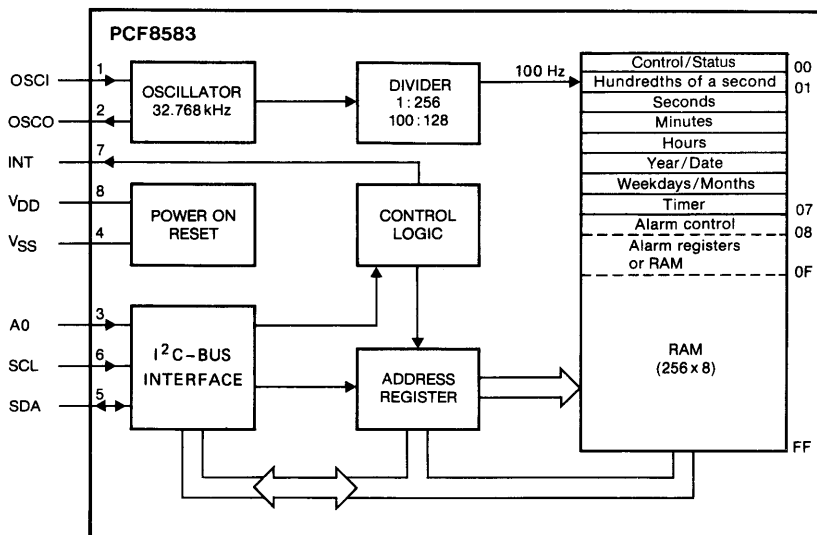 PCF8583
OSCI
1
OSCO
2
INT
7
VDD
8
VSS
4
A0
3
SCL
6
SDA
5
OSCILLATOR
32.768 kHz
DIVIDER
1 : 256
100 : 128
100 Hz
POWER ON
RESET
CONTROL
LOGIC
I²C-BUS
INTERFACE
ADDRESS
REGISTER
Control/Status
00
Hundredths of a second
01
Seconds
Minutes
Hours
Year/Date
Weekdays/Months
Timer
07
Alarm control
08
Alarm registers
or RAM
0F
RAM
(256 x 8)
FF